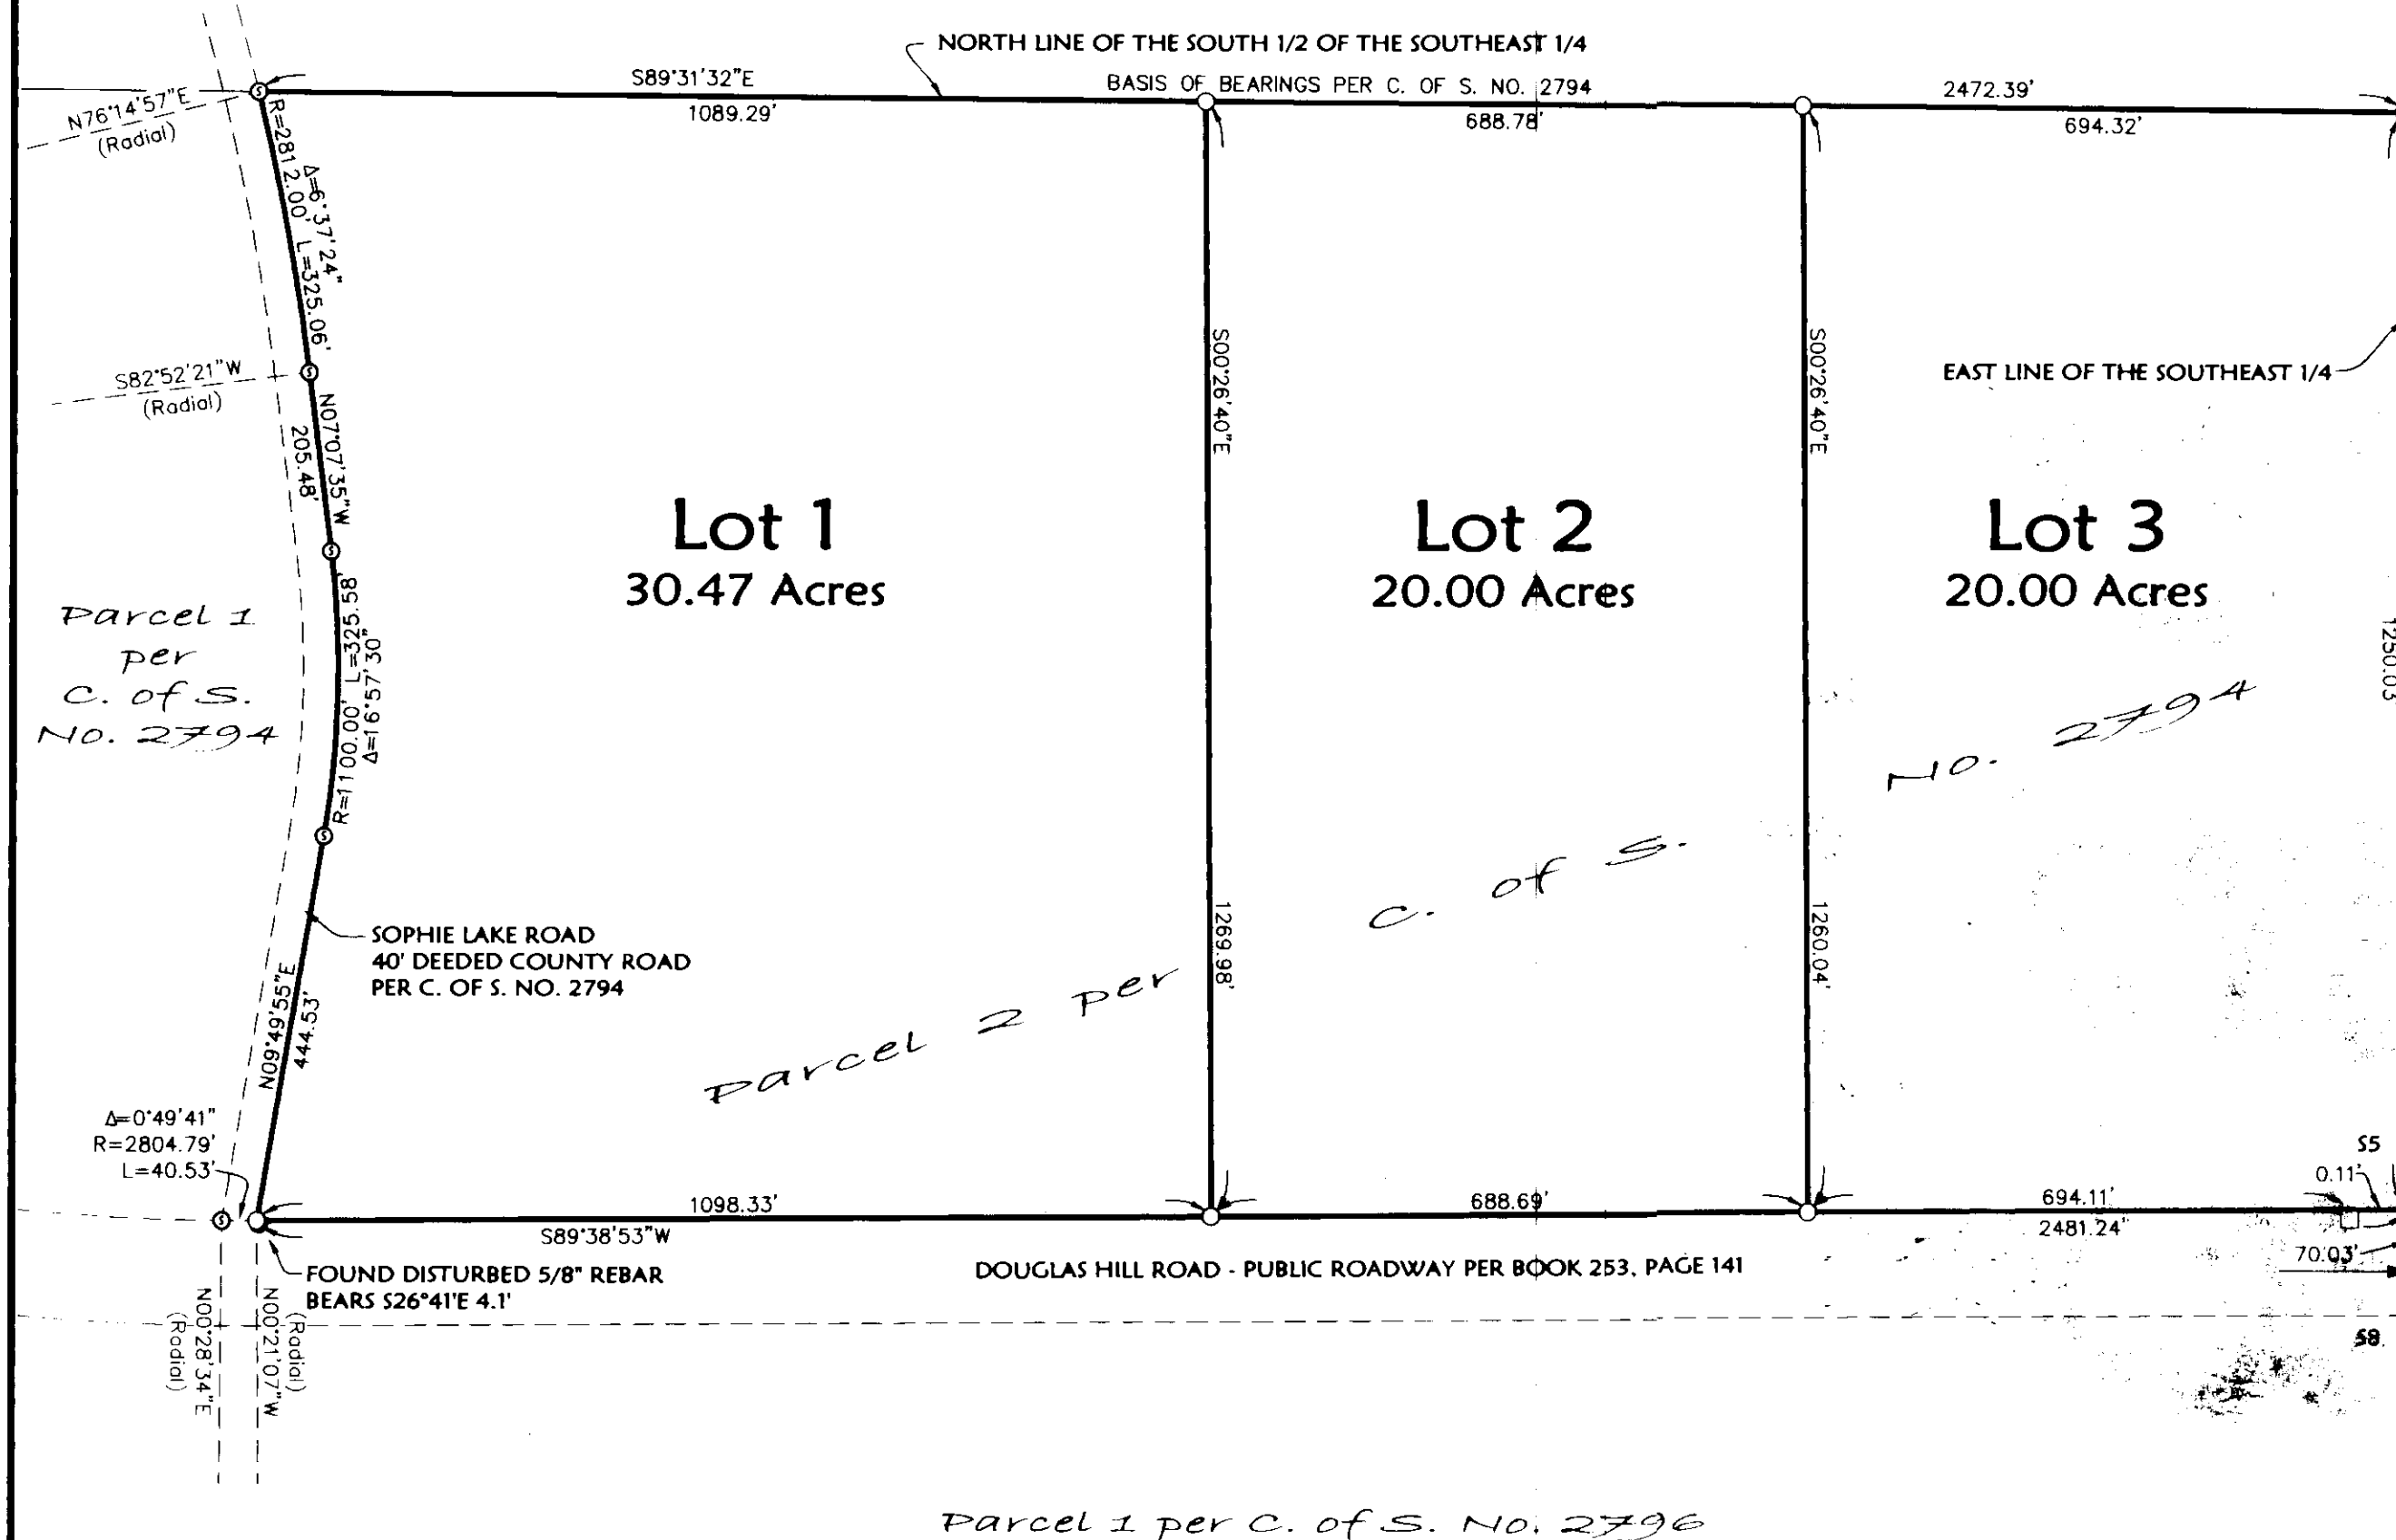 NORTH LINE OF THE SOUTH 1/2 OF THE SOUTHEAST 1/4
S89°31'32"E
BASIS OF BEARINGS PER C. OF S. NO. 2794
2472.39'
1089.29'
688.78'
694.32'
N76°14'57"E
(Radial)
R=2812.00' L=325.06'
Δ=6°37'24"
S82°52'21"W
(Radial)
N07°07'35"W
205.48'
S00°26'40"E
S00°26'40"E
EAST LINE OF THE SOUTHEAST 1/4
Lot 1
30.47 Acres
Lot 2
20.00 Acres
Lot 3
20.00 Acres
Parcel 1
per
C. of S.
No. 2794
R=1100.00' L=325.58'
Δ=16°57'30"
1250.03
Parcel 2 per C. of S. No. 2794
1269.98'
1260.04'
SOPHIE LAKE ROAD
40' DEEDED COUNTY ROAD
PER C. OF S. NO. 2794
N09°49'55"E
444.53'
Δ=0°49'41"
R=2804.79'
L=40.53'
S5
0.11'
1098.33'
688.69'
694.11'
S89°38'53"W
2481.24'
70.03'
FOUND DISTURBED 5/8" REBAR
BEARS S26°41'E 4.1'
DOUGLAS HILL ROAD - PUBLIC ROADWAY PER BOOK 253, PAGE 141
N00°28'34"E
(Radial)
N00°21'07"W
(Radial)
S8
Parcel 1 per C. of S. No. 2796